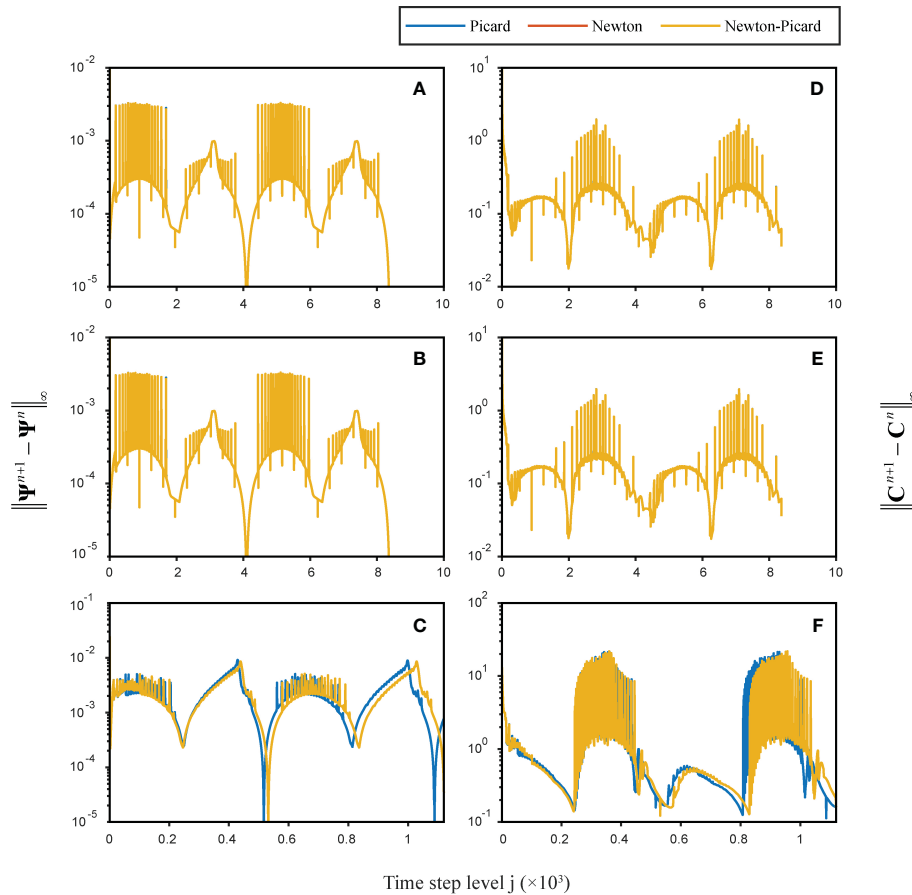 Picard Newton Newton-Picard
A
10⁻²
10⁻³
10⁻⁴
10⁻⁵
0 2 4 6 8 10
D
10¹
10⁰
10⁻¹
10⁻²
0 2 4 6 8 10
B
10⁻²
10⁻³
10⁻⁴
10⁻⁵
0 2 4 6 8 10
E
10¹
10⁰
10⁻¹
10⁻²
0 2 4 6 8 10
‖Ψⁿ⁺¹ − Ψⁿ‖∞
‖Cⁿ⁺¹ − Cⁿ‖∞
C
10⁻¹
10⁻²
10⁻³
10⁻⁴
10⁻⁵
0 0.2 0.4 0.6 0.8 1
F
10²
10¹
10⁰
10⁻¹
0 0.2 0.4 0.6 0.8 1
Time step level j (×10³)